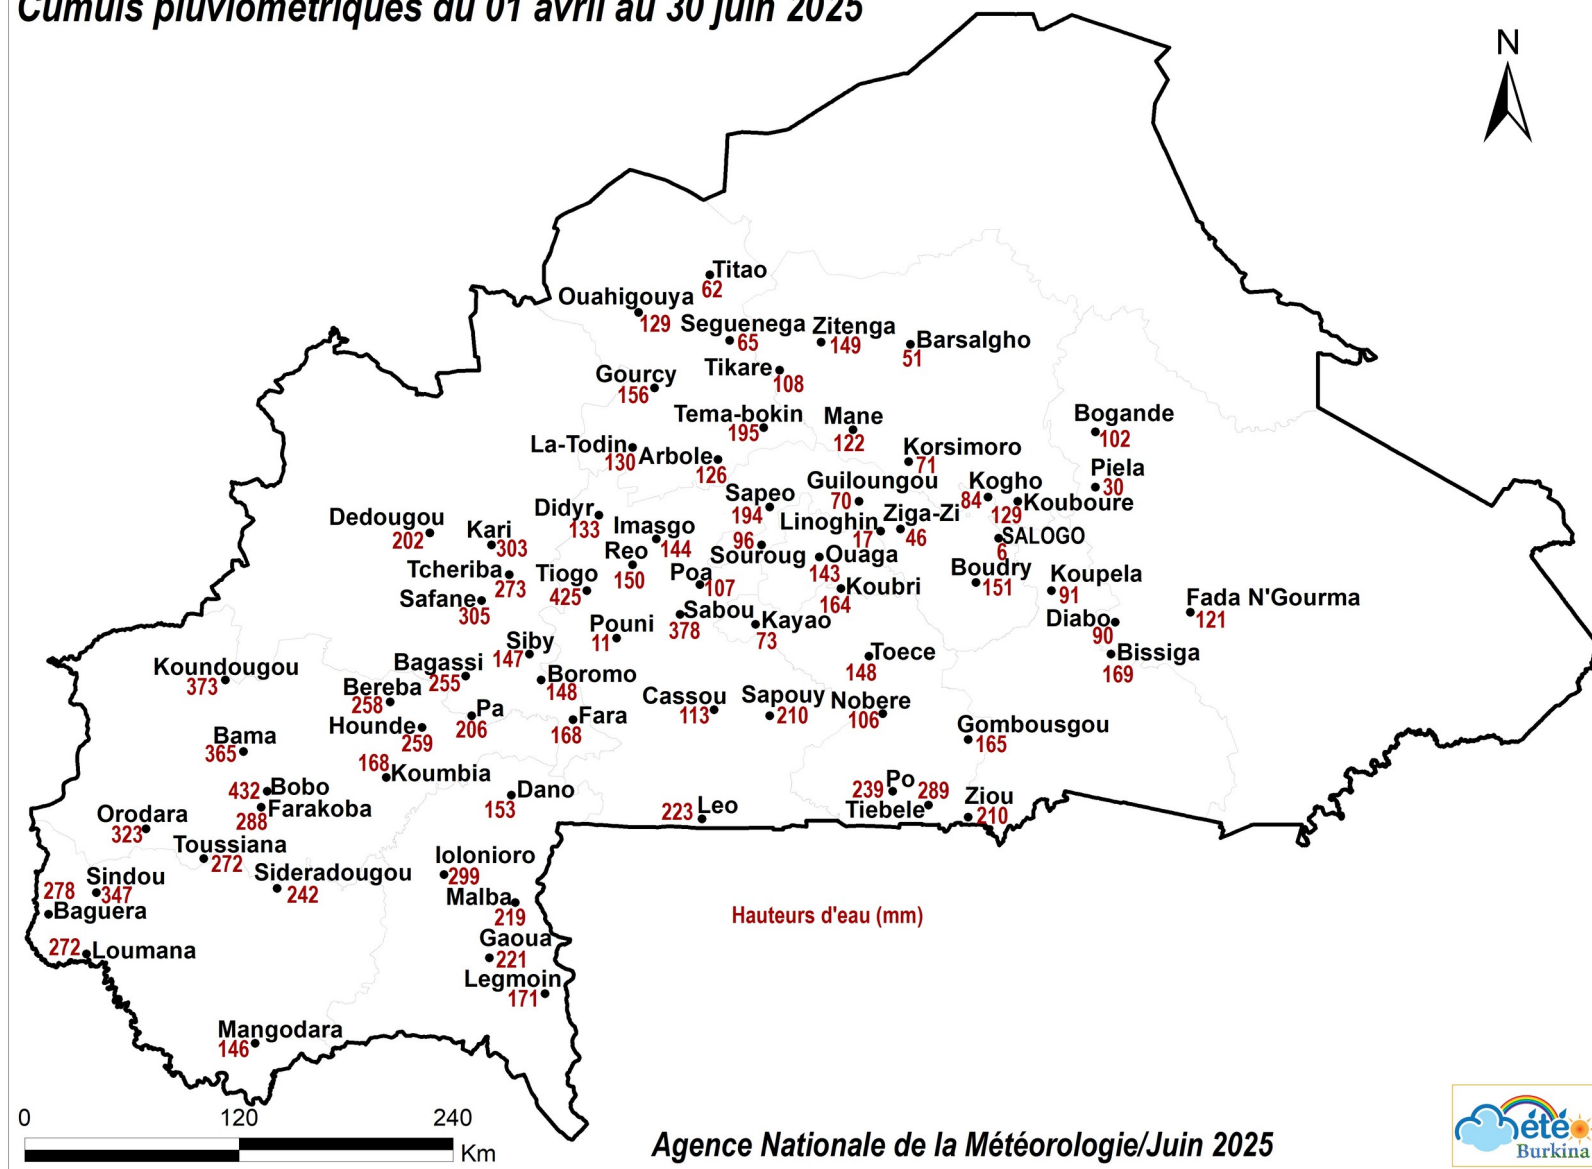 Cumuls pluviométriques du 01 avril au 30 juin 2025
N
Titao
62
Ouahigouya
129
Seguenega
65
Zitenga
149
Barsalgho
51
Tikare
108
Gourcy
156
Tema-bokin
195
Mane
122
Bogande
102
La-Todin
130
Arbole
126
Korsimoro
71
Piela
30
Guiloungou
70
Kogho
84
Kouboure
129
Sapeo
194
Didyr
133
Dedougou
202
Kari
303
Imasgo
144
Linoghin
17
Ziga-Zi
46
SALOGO
6
Souroug
96
Ouaga
143
Reo
150
Tcheriba
273
Tiogo
425
Poa
107
Koubri
164
Boudry
151
Koupela
91
Safane
305
Fada N'Gourma
121
Sabou
378
Kayao
73
Diabo
90
Pouni
11
Siby
147
Toece
148
Bissiga
169
Koundougou
373
Bagassi
255
Boromo
148
Bereba
258
Pa
206
Cassou
113
Sapouy
210
Nobere
106
Fara
168
Hounde
259
Gombousgou
165
Bama
365
168
Koumbia
432
Bobo
Farakoba
288
Dano
153
Po
239
289
Tiebele
Ziou
210
Leo
223
Orodara
323
Toussiana
272
Iolonioro
299
Sideradougou
242
Sindou
347
278
Baguera
Malba
219
Hauteurs d'eau (mm)
Gaoua
221
272
Loumana
Legmoin
171
Mangodara
146
0 120 240
Km
Agence Nationale de la Météorologie/Juin 2025
été
Burkina